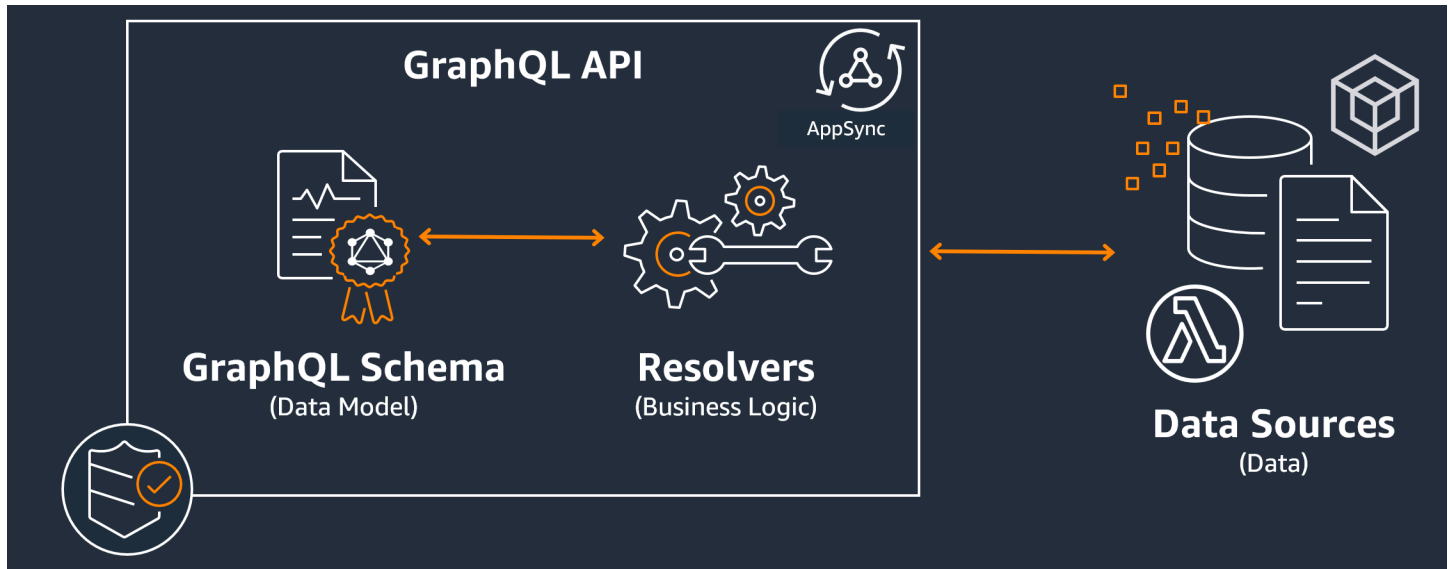 GraphQL API
AppSync
GraphQL Schema
(Data Model)
Resolvers
(Business Logic)
Data Sources
(Data)